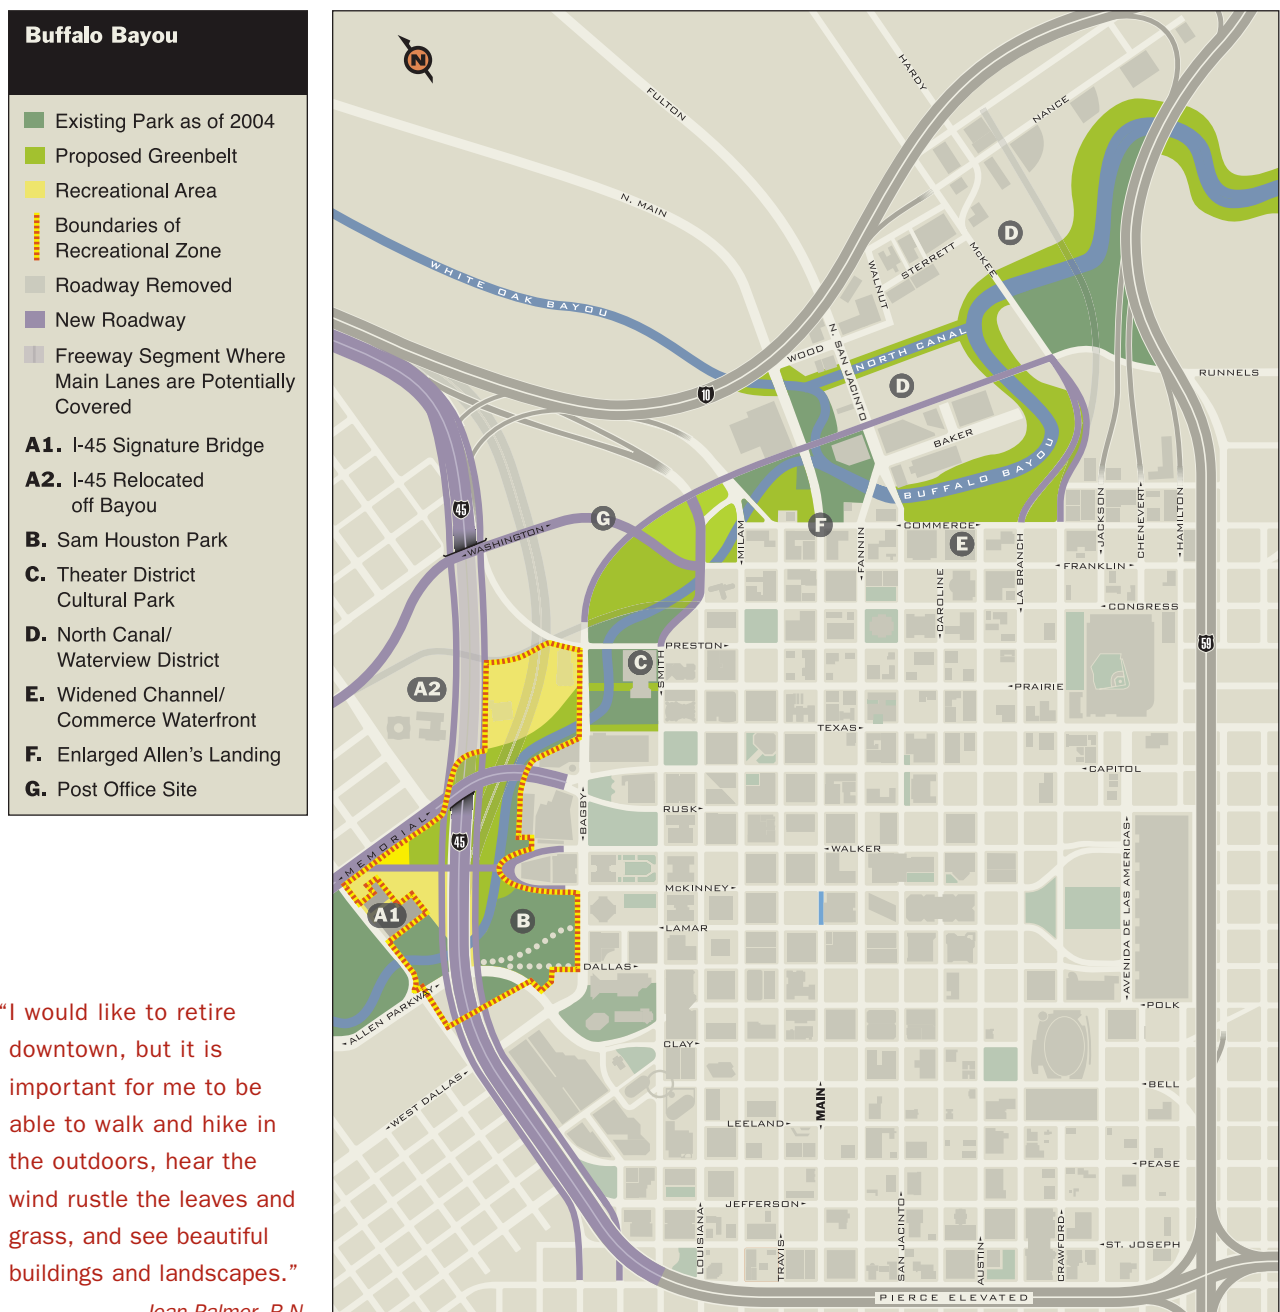 Buffalo Bayou
Existing Park as of 2004
Proposed Greenbelt
Recreational Area
Boundaries of
Recreational Zone
Roadway Removed
New Roadway
Freeway Segment Where
Main Lanes are Potentially
Covered
A1. I-45 Signature Bridge
A2. I-45 Relocated
off Bayou
B. Sam Houston Park
C. Theater District
Cultural Park
D. North Canal/
Waterview District
E. Widened Channel/
Commerce Waterfront
F. Enlarged Allen's Landing
G. Post Office Site
“I would like to retire
downtown, but it is
important for me to be
able to walk and hike in
the outdoors, hear the
wind rustle the leaves and
grass, and see beautiful
buildings and landscapes.”
N
HARDY
FULTON
NANCE
N. MAIN
D
STERRETT
MCKEE
WALNUT
WHITE OAK BAYOU
WOOD
N. SAN JACINTO
NORTH CANAL
D
RUNNELS
10
BAKER
BUFFALO BAYOU
45
WASHINGTON
G
MILAM
F
COMMERCE
E
FANNIN
CAROLINE
LA BRANCH
JACKSON
CHENEVERT
HAMILTON
FRANKLIN
CONGRESS
59
PRESTON
C
SMITH
A2
PRAIRIE
TEXAS
CAPITOL
BAGBY
RUSK
MEMORIAL
45
WALKER
AVENIDA DE LAS AMERICAS
MCKINNEY
A1
B
LAMAR
DALLAS
ALLEN PARKWAY
POLK
CLAY
WEST DALLAS
MAIN
BELL
LEELAND
PEASE
JEFFERSON
LOUISIANA
TRAVIS
SAN JACINTO
AUSTIN
CRAWFORD
ST. JOSEPH
PIERCE ELEVATED